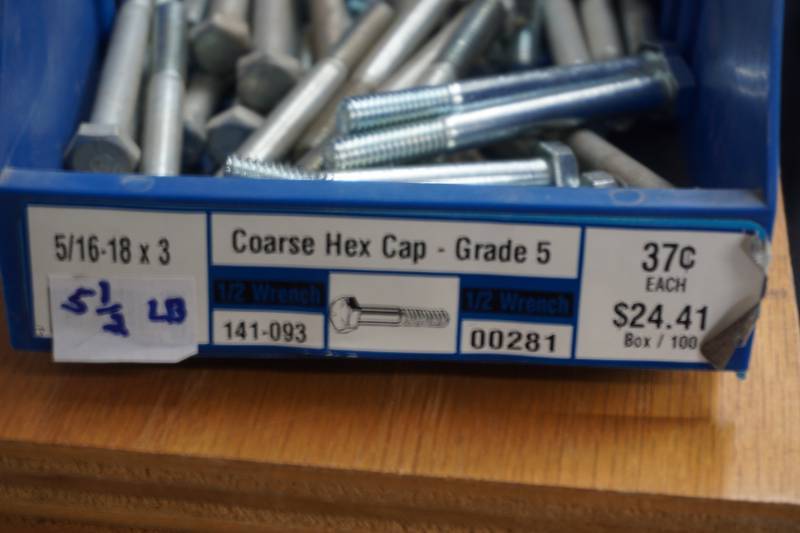 5/16-18 x 3
5 1/2 LB
Coarse Hex Cap - Grade 5
1/2 Wrench
1/2 Wrench
141-093
00281
37¢
EACH
$24.41
Box / 100